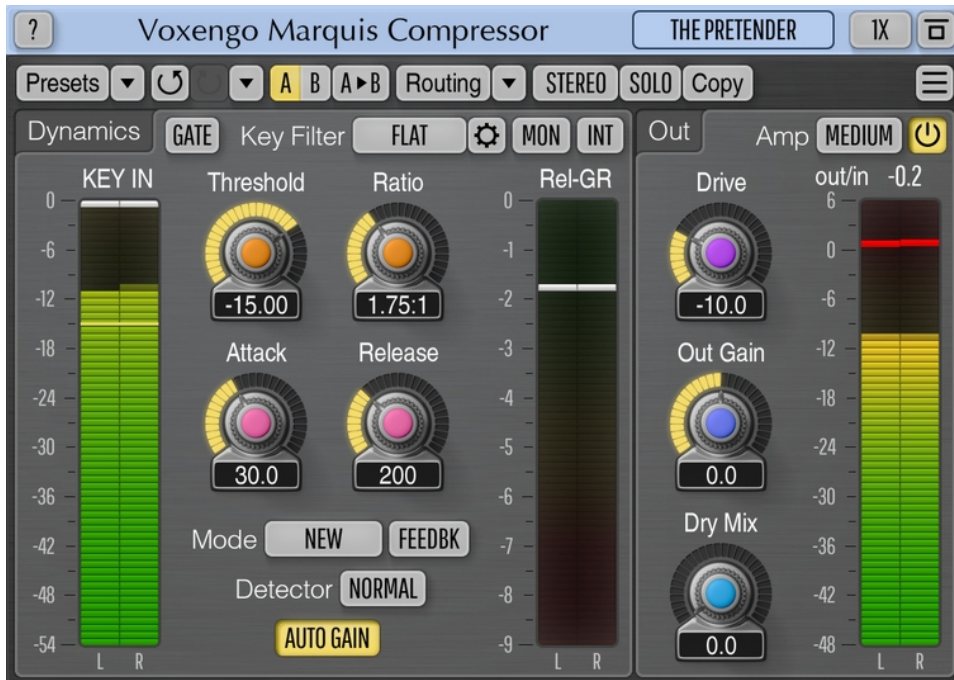 ? Voxengo Marquis Compressor THE PRETENDER 1X
Presets A B A▶B Routing STEREO SOLO Copy
Dynamics GATE Key Filter FLAT MON INT Out Amp MEDIUM
KEY IN Threshold Ratio Rel-GR Drive out/in -0.2
0 0 6
-6 -1 0
-12 -15.00 1.75:1 -2 -10.0 -6
-18 Attack Release -3 Out Gain -12
-24 -4 -18
-30 30.0 200 -5 0.0 -24
-36 -6 Dry Mix -30
-42 Mode NEW FEEDBK -7 -36
-48 Detector NORMAL -8 -42
-54 AUTO GAIN -9 0.0 -48
L R L R L R